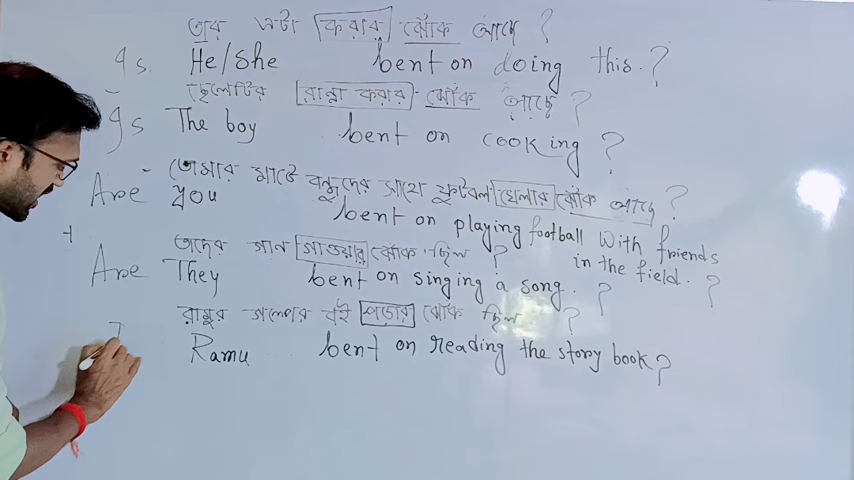 তার এটা করার ঝোঁক আছে ?
Is He/She bent on doing this. ?
ছেলেটির রান্না করার ঝোঁক আছে ?
Is The boy bent on cooking ?
তোমার মাঠে বন্ধুদের সাথে ফুটবল খেলার ঝোঁক আছে ?
Are You bent on playing football With friends
in the field. ?
তাদের গান গাওয়ার ঝোঁক ছিল ?
Are They bent on singing a song. ?
রামুর গল্পের বই পড়ার ঝোঁক ছিল ?
Ramu bent on reading the story book ?